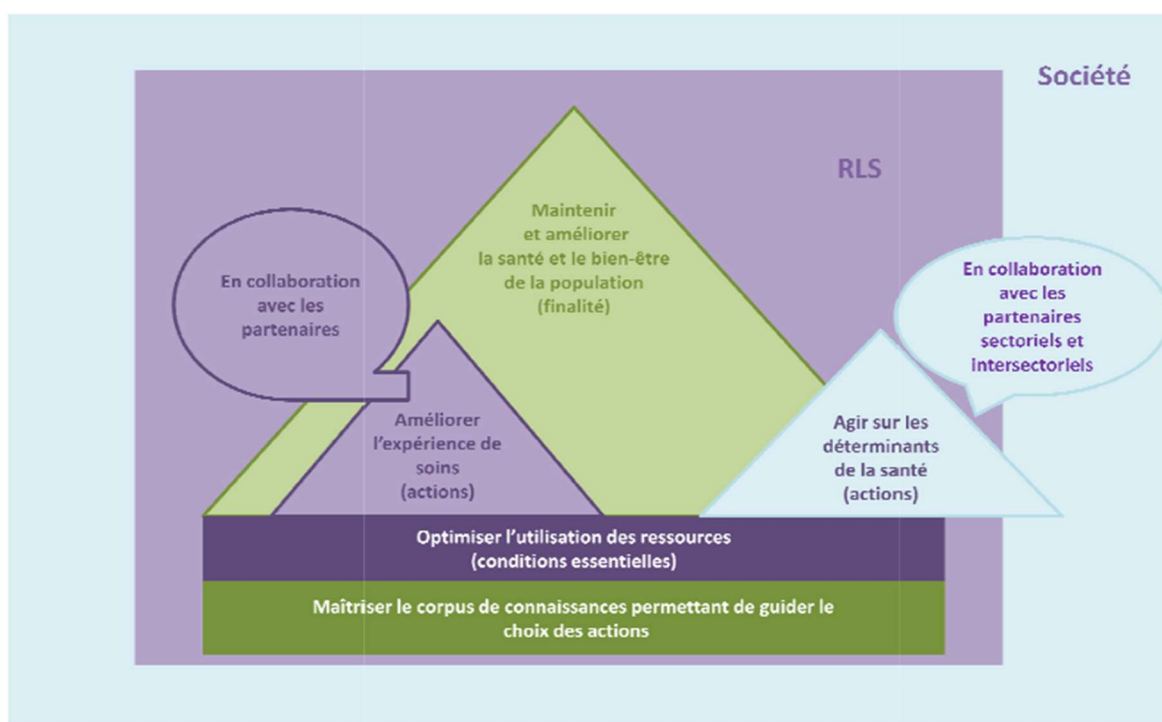 Société
RLS
Maintenir
et améliorer
la santé et le bien-être
de la population
(finalité)
En collaboration
avec les
partenaires
En collaboration
avec les
partenaires
sectoriels et
intersectoriels
Améliorer
l'expérience de
soins
(actions)
Agir sur les
déterminants
de la santé
(actions)
Optimiser l'utilisation des ressources
(conditions essentielles)
Maîtriser le corpus de connaissances permettant de guider le
choix des actions